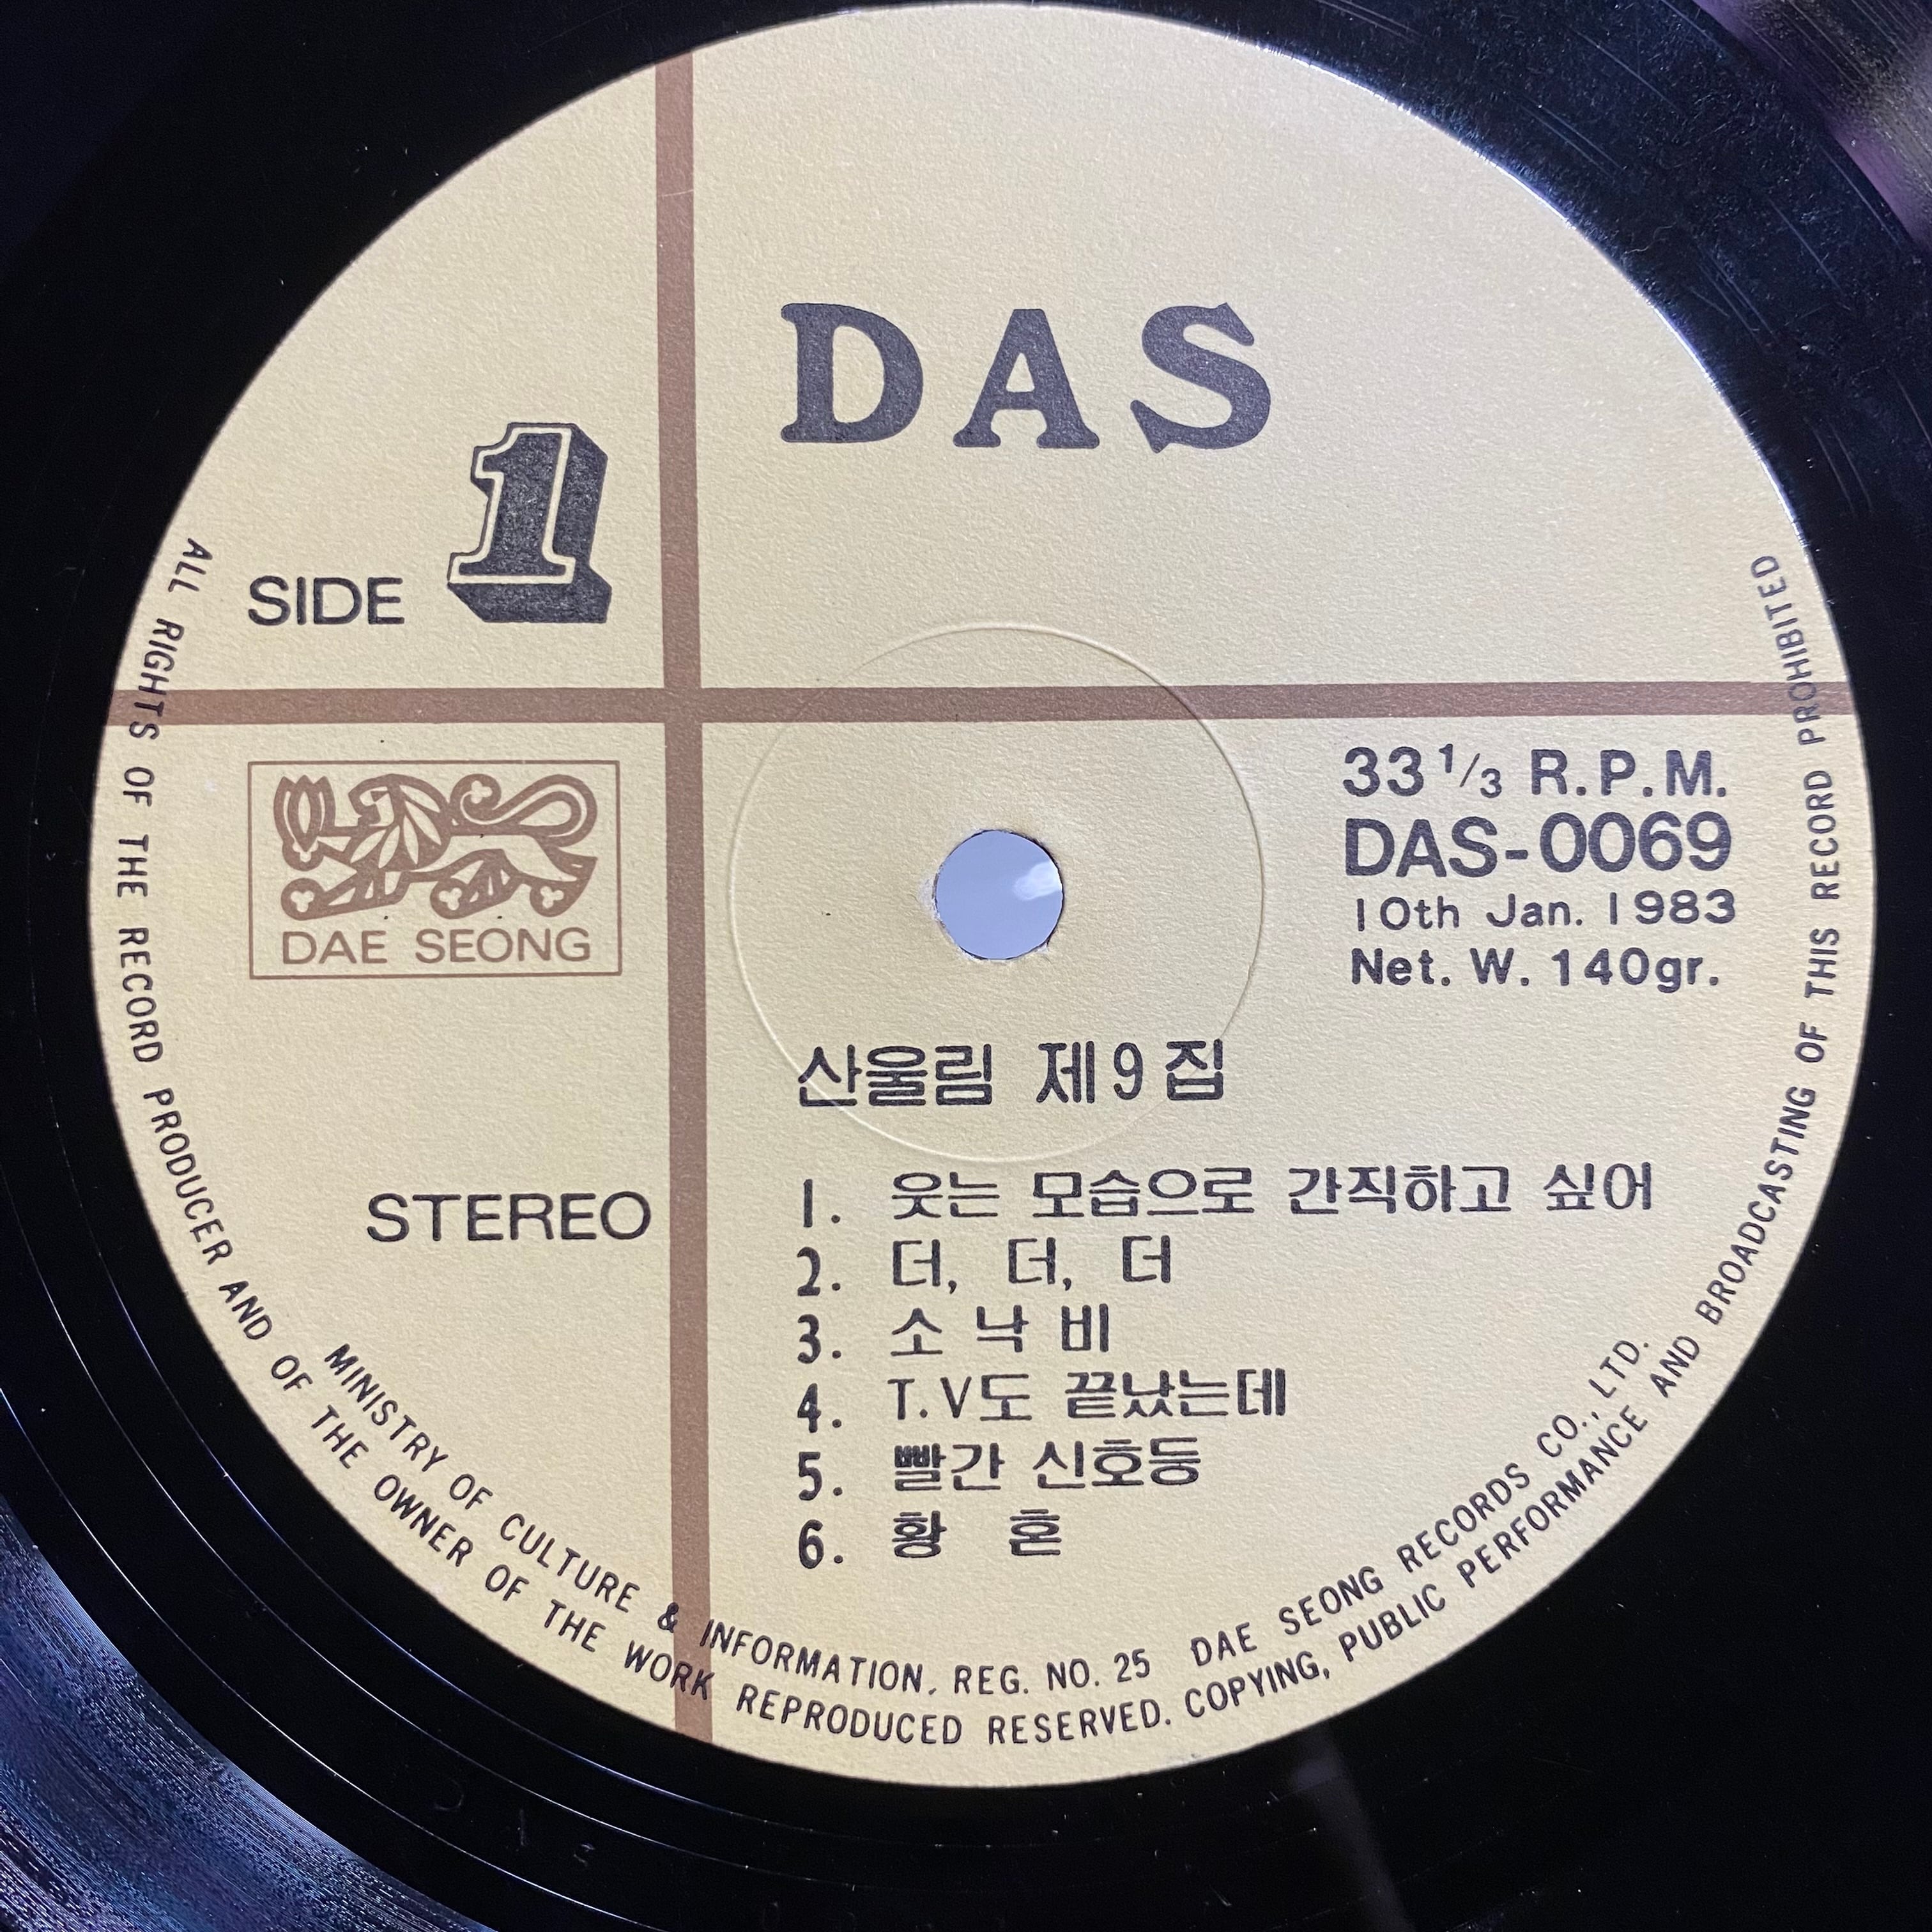 DAS
SIDE 1
DAE SEONG
33 1/3 R.P.M.
DAS-0069
10th Jan. 1983
Net. W. 140gr.
산울림 제9집
STEREO
1. 웃는 모습으로 간직하고 싶어
2. 더, 더, 더
3. 소 낙 비
4. T.V도 끝났는데
5. 빨간 신호등
6. 황 혼
MINISTRY OF CULTURE & INFORMATION. REG. NO. 25 DAE SEONG RECORDS CO., LTD.
ALL RIGHTS OF THE RECORD PRODUCER AND OF THE OWNER OF THE WORK REPRODUCED RESERVED. COPYING, PUBLIC PERFORMANCE AND BROADCASTING OF THIS RECORD PROHIBITED